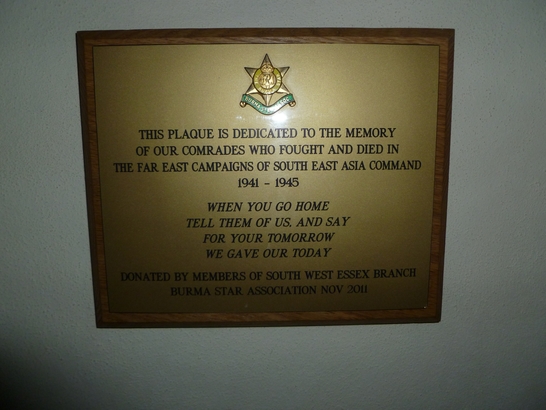 THIS PLAQUE IS DEDICATED TO THE MEMORY
OF OUR COMRADES WHO FOUGHT AND DIED IN
THE FAR EAST CAMPAIGNS OF SOUTH EAST ASIA COMMAND
1941 - 1945
WHEN YOU GO HOME
TELL THEM OF US, AND SAY
FOR YOUR TOMORROW
WE GAVE OUR TODAY
DONATED BY MEMBERS OF SOUTH WEST ESSEX BRANCH
BURMA STAR ASSOCIATION NOV 2011